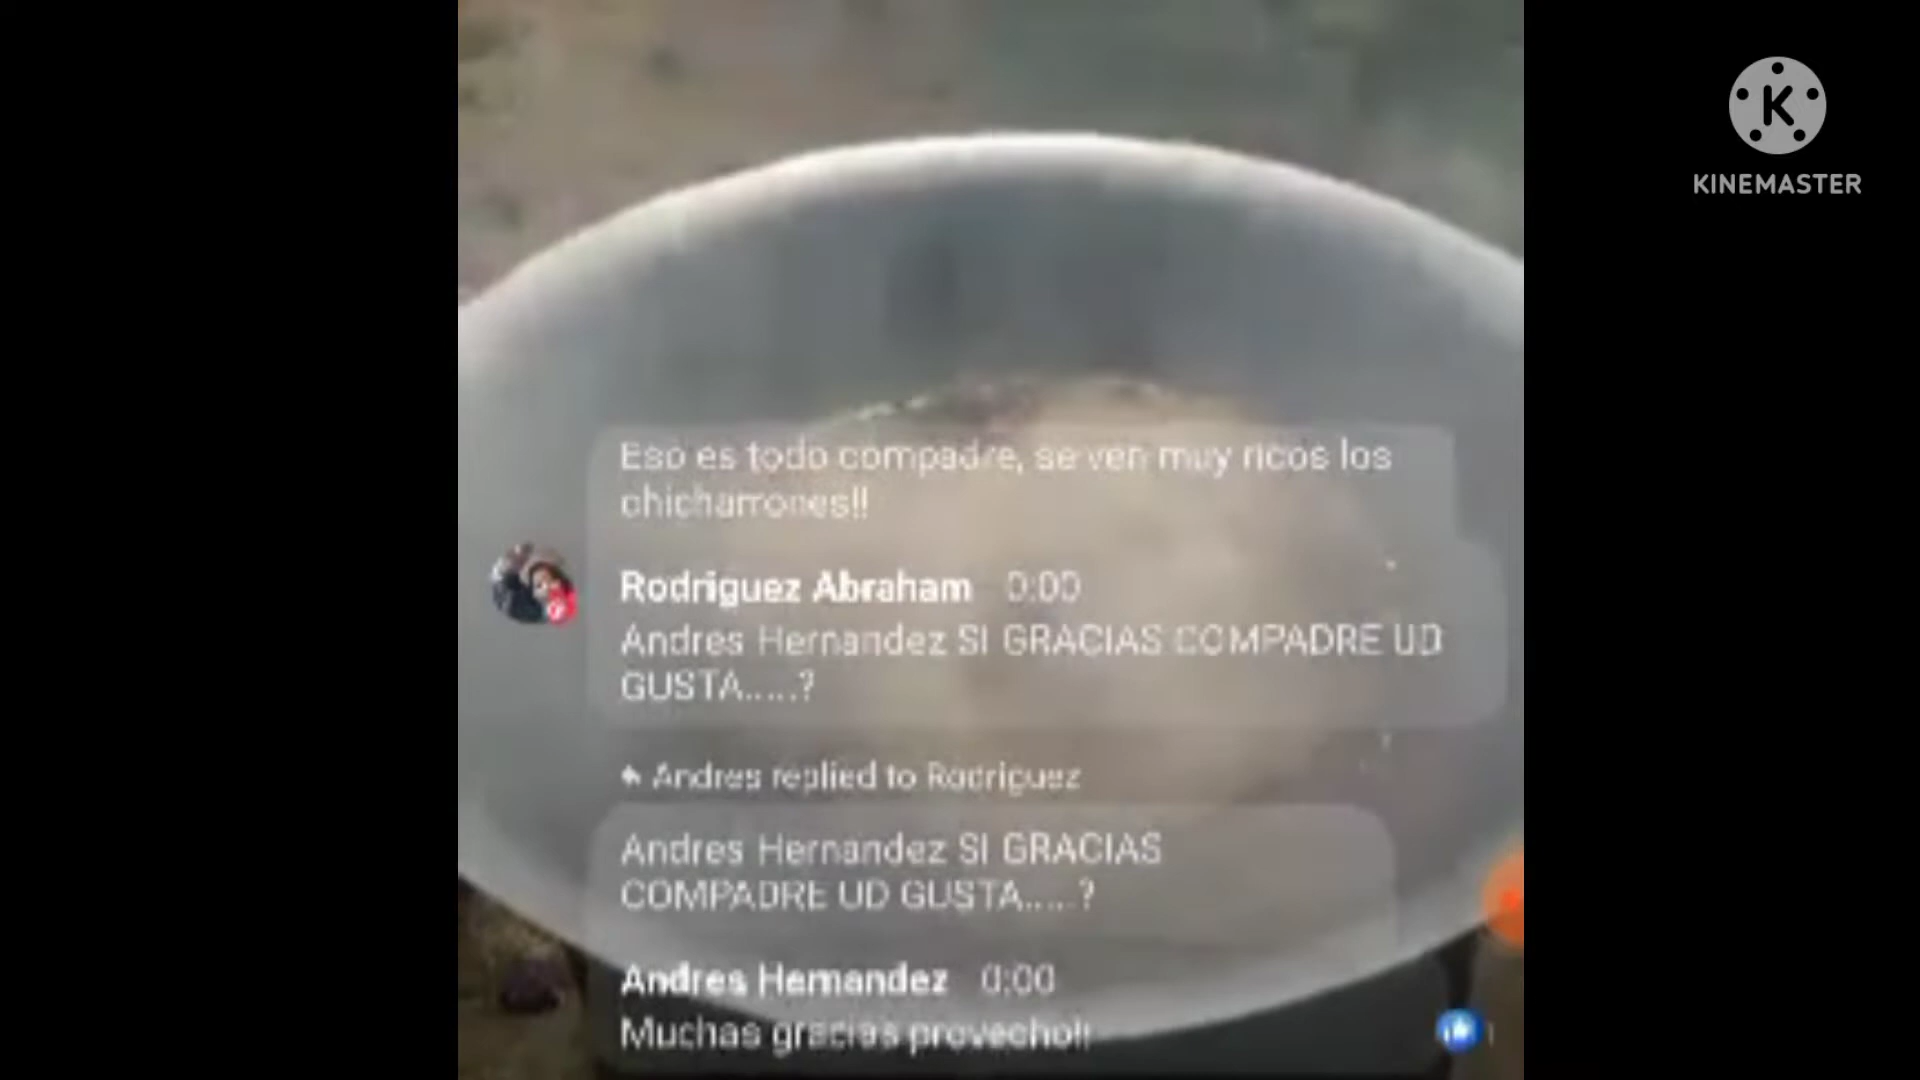 KINEMASTER
Eso es todo compadre, se ven muy ricos los
chicharrones!!
Rodriguez Abraham 0:00
Andres Hernandez SI GRACIAS COMPADRE UD
GUSTA.....?
Andres replied to Rodriguez
Andres Hernandez SI GRACIAS
COMPADRE UD GUSTA.....?
Andres Hernandez 0:00
Muchas gracias provecho!!